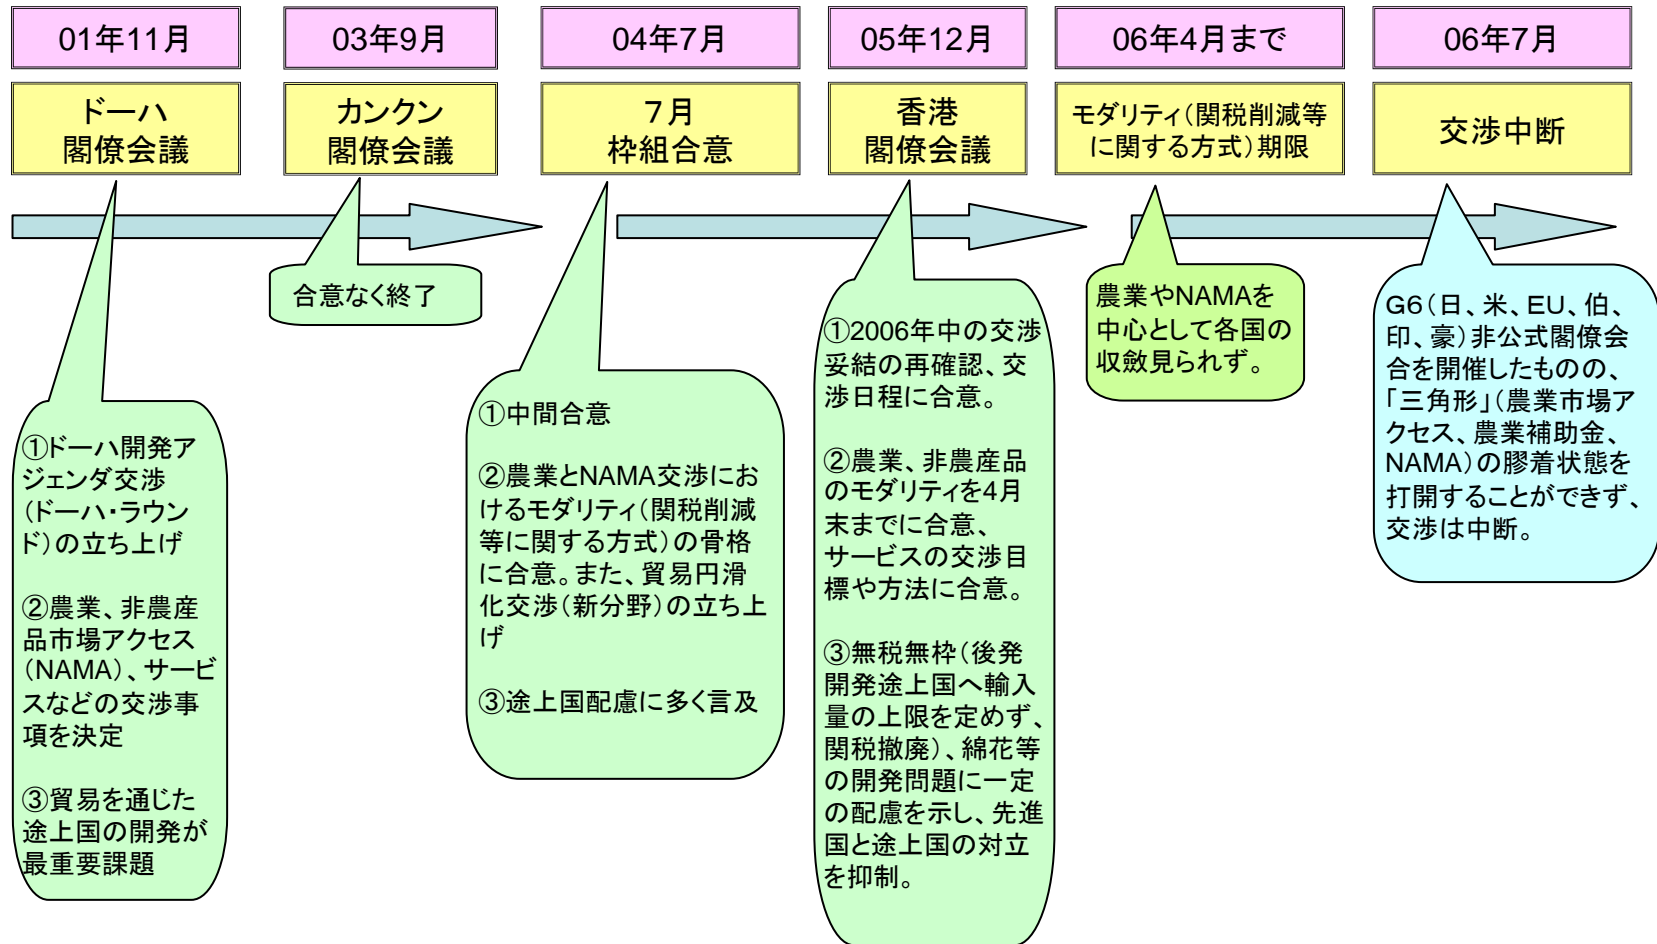 01年11月
03年9月
04年7月
05年12月
06年4月まで
06年7月
ドーハ
閣僚会議
カンクン
閣僚会議
7月
枠組合意
香港
閣僚会議
モダリティ(関税削減等
に関する方式)期限
交渉中断
①ドーハ開発ア
ジェンダ交渉
(ドーハ・ラウン
ド)の立ち上げ
②農業、非農産
品市場アクセス
(NAMA)、サービ
スなどの交渉事
項を決定
③貿易を通じた
途上国の開発が
最重要課題
合意なく終了
①中間合意
②農業とNAMA交渉にお
けるモダリティ(関税削減
等に関する方式)の骨格
に合意。また、貿易円滑
化交渉(新分野)の立ち上
げ
③途上国配慮に多く言及
①2006年中の交渉
妥結の再確認、交
渉日程に合意。
②農業、非農産品
のモダリティを4月
末までに合意、
サービスの交渉目
標や方法に合意。
③無税無枠(後発
開発途上国へ輸入
量の上限を定めず、
関税撤廃)、綿花等
の開発問題に一定
の配慮を示し、先進
国と途上国の対立
を抑制。
農業やNAMAを
中心として各国の
収斂見られず。
G6(日、米、EU、伯、
印、豪)非公式閣僚会
合を開催したものの、
「三角形」(農業市場ア
クセス、農業補助金、
NAMA)の膠着状態を
打開することができず、
交渉は中断。